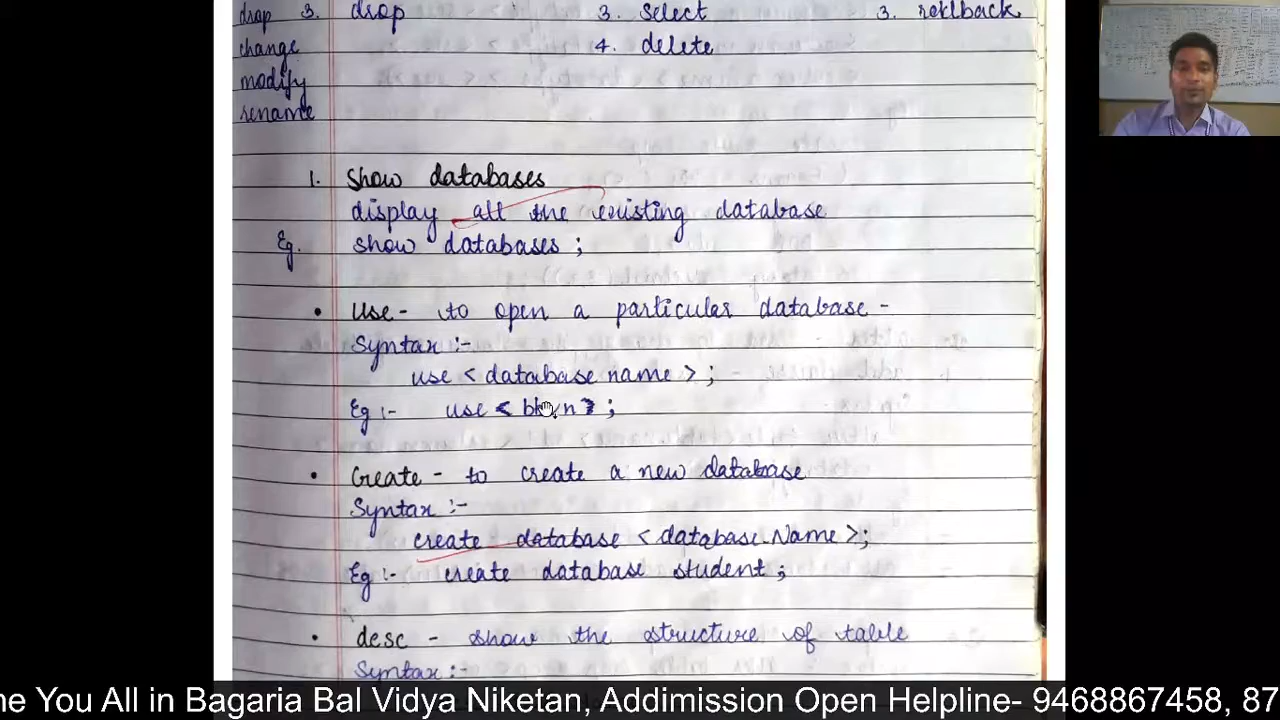 drop 3. drop 3. select 3. rollback
change 4. delete
modify
rename
1. Show databases
display all the existing database
Eg. show databases ;
• Use - to open a particular database -
Syntax :-
use < database name > ;
Eg :- use < > ;
• Create - to create a new database
Syntax :-
create database < database Name > ;
Eg :- create database student ;
• desc - show the structure of table
Syntax :-
ne You All in Bagaria Bal Vidya Niketan, Addimission Open Helpline- 9468867458, 87